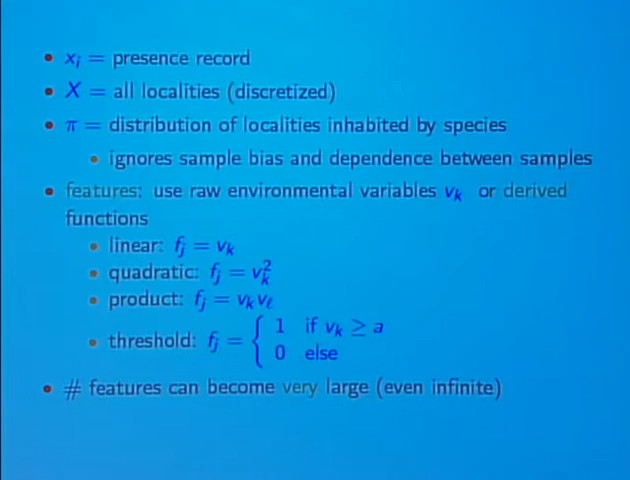 • xᵢ = presence record
• X = all localities (discretized)
• π = distribution of localities inhabited by species
• ignores sample bias and dependence between samples
• features: use raw environmental variables vₖ or derived
functions
• linear: fⱼ = vₖ
• quadratic: fⱼ = vₖ²
• product: fⱼ = vₖvℓ
• threshold: fⱼ = { 1 if vₖ ≥ a
0 else
• # features can become very large (even infinite)